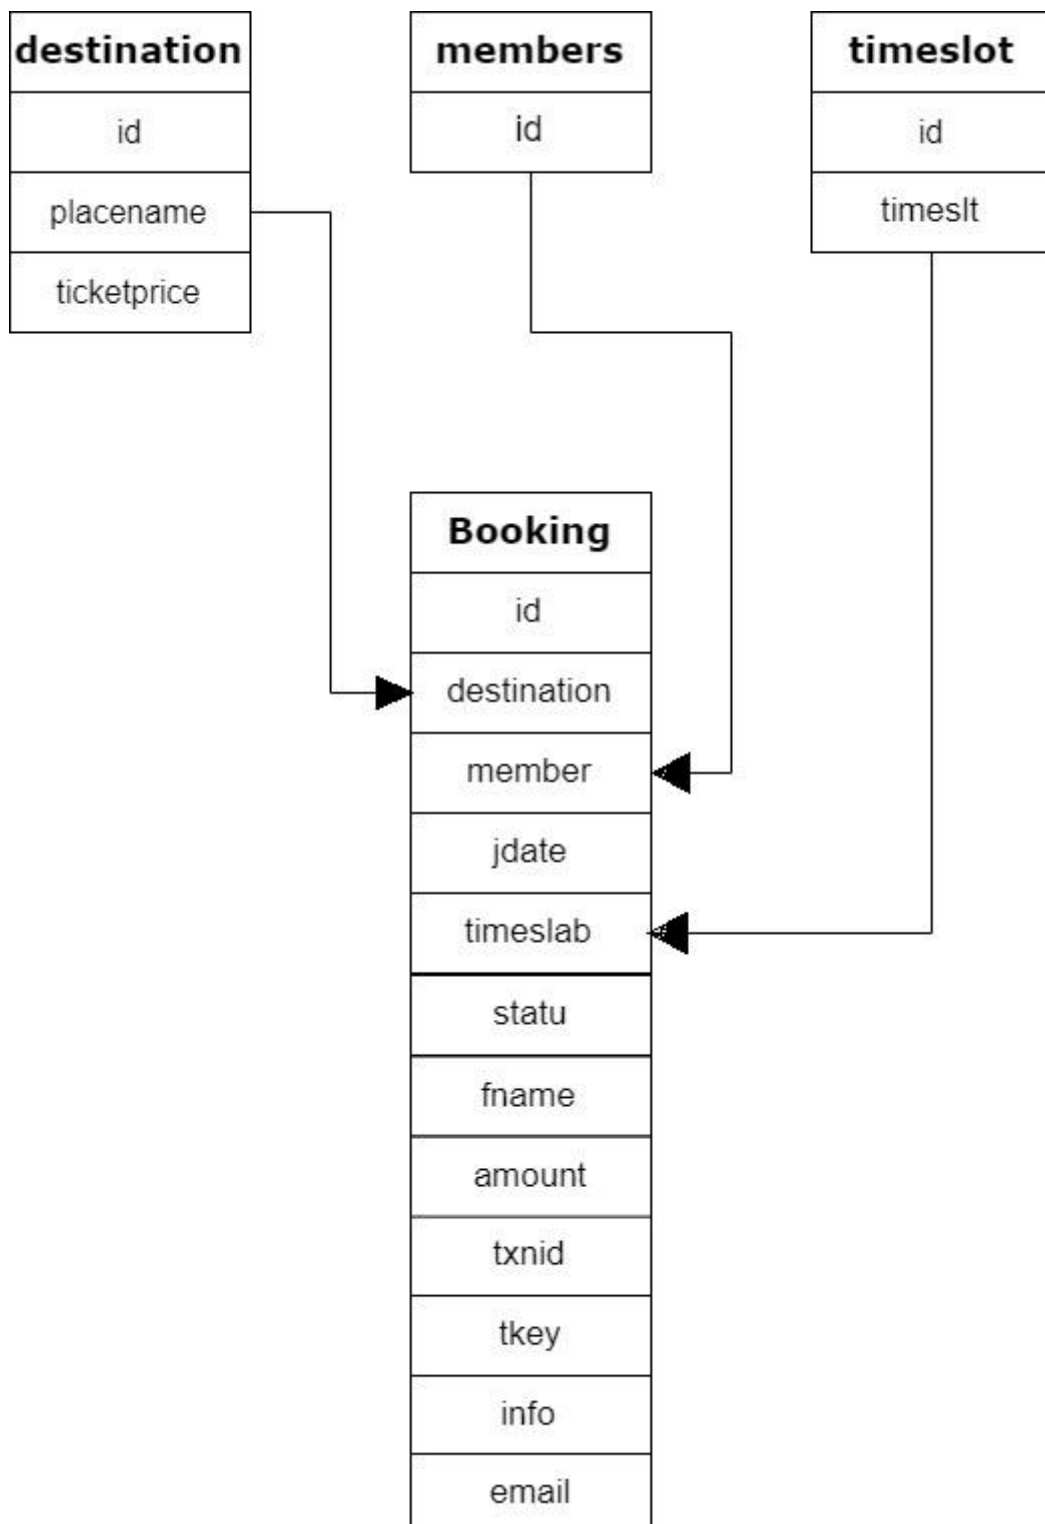 destination
id
placename
ticketprice
members
id
timeslot
id
timeslt
Booking
id
destination
member
jdate
timeslab
statu
fname
amount
txnid
tkey
info
email